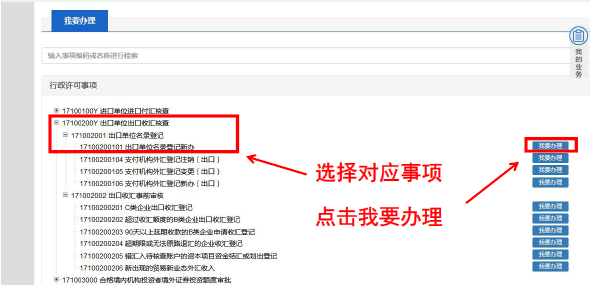 我要办理
输入事项编码或名称进行检索
我的业务
行政许可事项
17100100Y 进口单位进口付汇核查
17100200Y 出口单位出口收汇核查
171002001 出口单位名录登记
17100200101 出口单位名录登记新办 我要办理
17100200104 支付机构外汇登记注销（出口） 我要办理
17100200105 支付机构外汇登记变更（出口） 我要办理
17100200106 支付机构外汇登记新办（出口） 我要办理
选择对应事项
点击我要办理
171002002 出口收汇事前审核
17100200201 C类企业出口收汇登记 我要办理
17100200202 超过收汇额度的B类企业出口收汇登记 我要办理
17100200203 90天以上延期收款的B类企业申请收汇登记 我要办理
17100200204 超期限或无法原路退汇的企业收汇登记 我要办理
17100200205 错汇入待核查账户的资本项目资金结汇或划出登记 我要办理
17100200206 新出现的贸易新业态外汇收入 我要办理
171003000 合格境内机构投资者境外证券投资额度审批